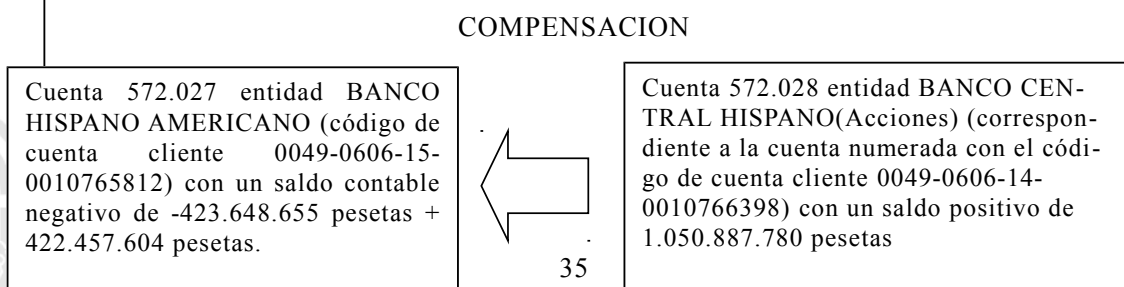 COMPENSACION
Cuenta 572.027 entidad BANCO
HISPANO AMERICANO (código de
cuenta cliente 0049-0606-15-
0010765812) con un saldo contable
negativo de -423.648.655 pesetas +
422.457.604 pesetas.
Cuenta 572.028 entidad BANCO CEN-
TRAL HISPANO(Acciones) (correspon-
diente a la cuenta numerada con el códi-
go de cuenta cliente 0049-0606-14-
0010766398) con un saldo positivo de
1.050.887.780 pesetas
35